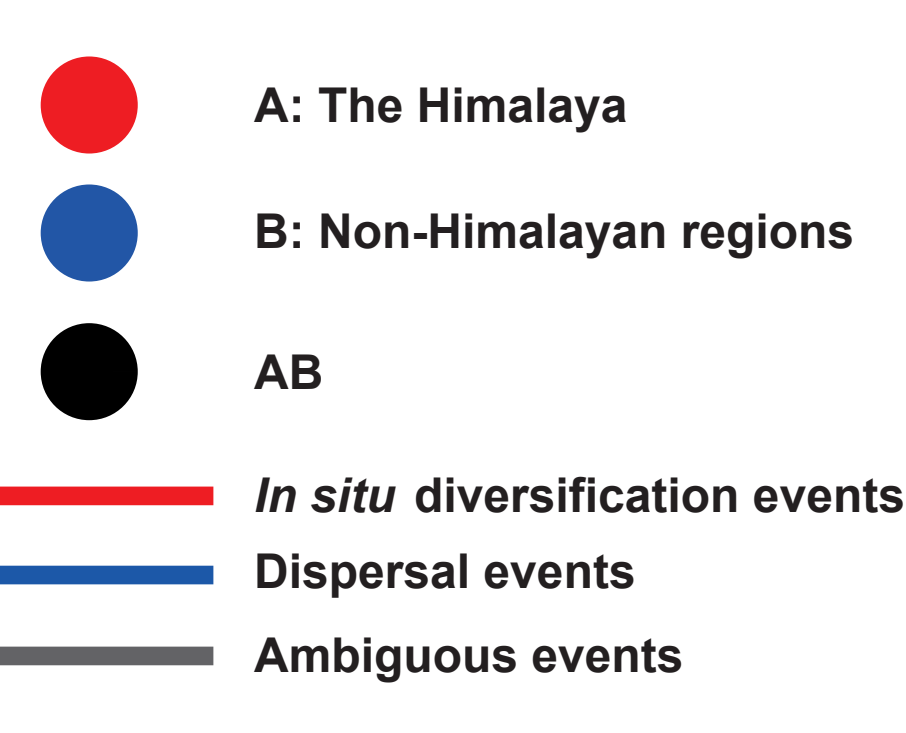 A: The Himalaya
B: Non-Himalayan regions
AB
In situ diversification events
Dispersal events
Ambiguous events